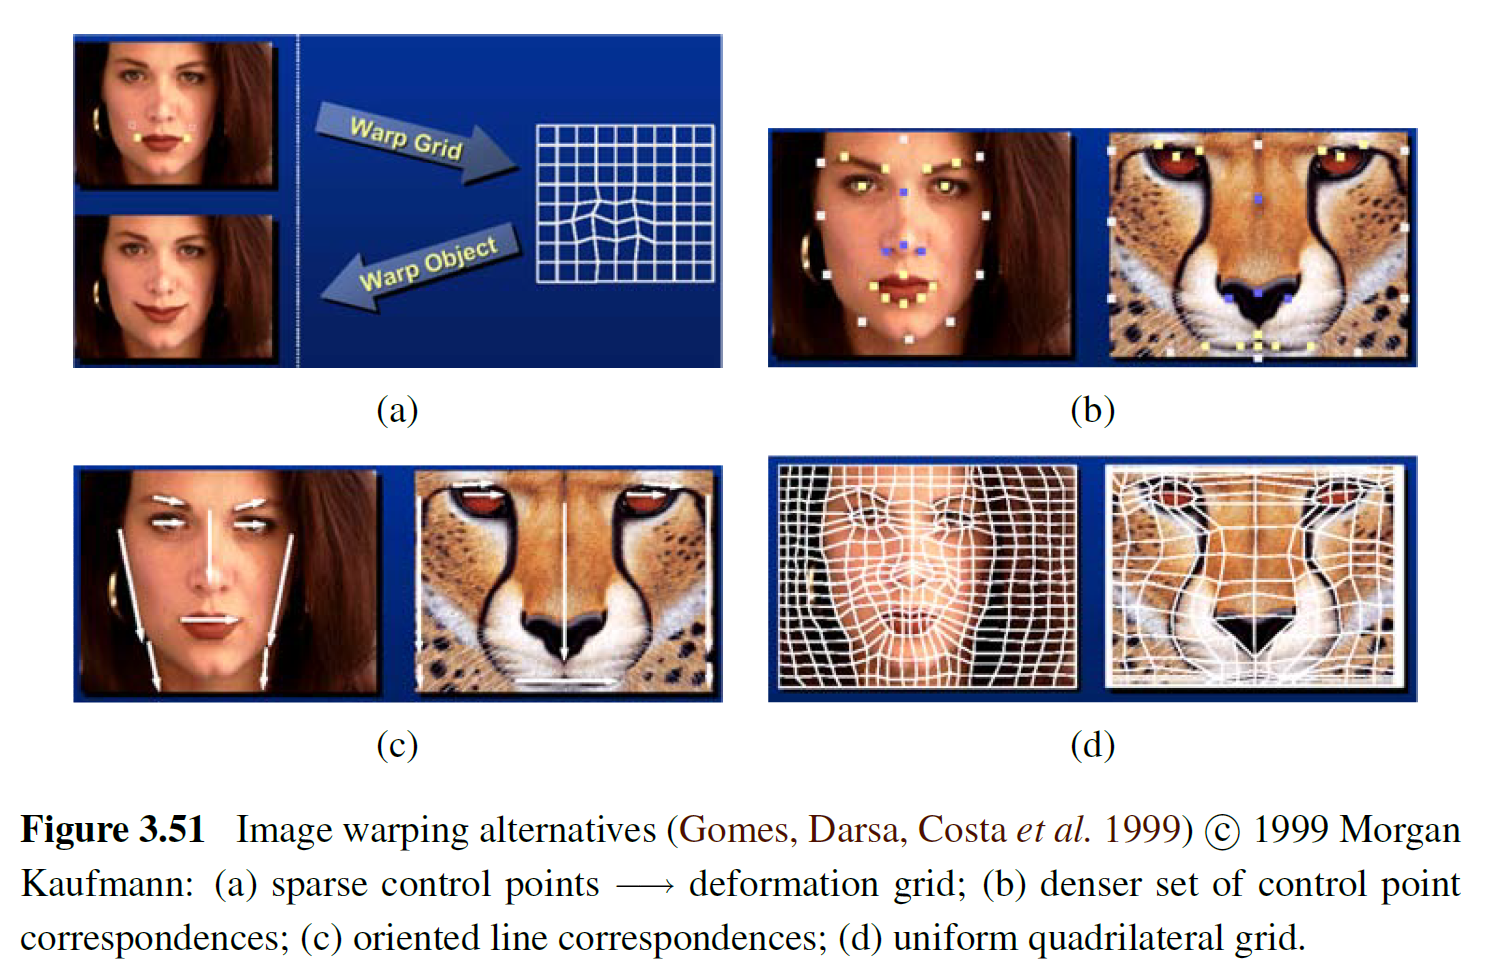 Warp Grid
Warp Object
(a)
(b)
(c)
(d)
Figure 3.51 Image warping alternatives (Gomes, Darsa, Costa et al. 1999) © 1999 Morgan
Kaufmann: (a) sparse control points ⟶ deformation grid; (b) denser set of control point
correspondences; (c) oriented line correspondences; (d) uniform quadrilateral grid.